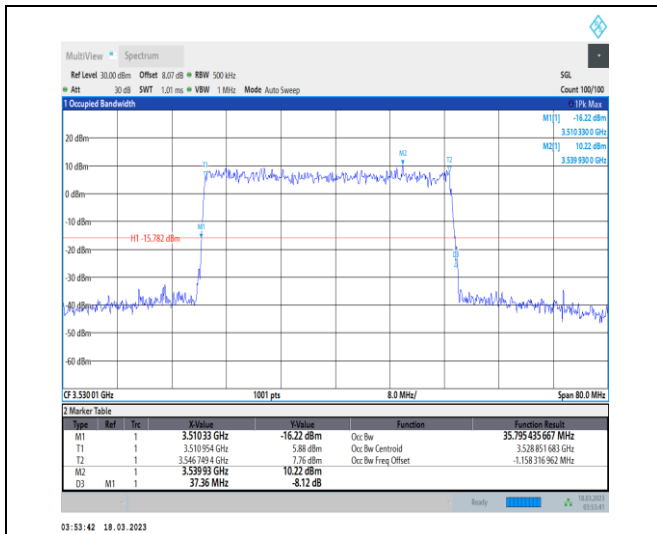 MultiView Spectrum
Ref Level 30.00 dBm Offset 8.07 dB RBW 500 kHz SGL
Att 30 dB SWT 1.01 ms VBW 1 MHz Mode Auto Sweep Count 100/100
1 Occupied Bandwidth 1Pk Max
M1[1] -16.22 dBm
3.510 330 0 GHz
M2[1] 10.22 dBm
3.539 930 0 GHz
20 dBm
M2
T1 T2
10 dBm
0 dBm
-10 dBm
M1
H1 -15.782 dBm
-20 dBm
D3
-30 dBm
-40 dBm
-50 dBm
-60 dBm
CF 3.530 01 GHz 1001 pts 8.0 MHz/ Span 80.0 MHz
2 Marker Table
Type Ref Trc X-Value Y-Value Function Function Result
M1 1 3.510 33 GHz -16.22 dBm Occ Bw 35.795 435 667 MHz
T1 1 3.510 954 GHz 5.88 dBm Occ Bw Centroid 3.528 851 683 GHz
T2 1 3.546 749 4 GHz 7.76 dBm Occ Bw Freq Offset -1.158 316 962 MHz
M2 1 3.539 93 GHz 10.22 dBm
D3 M1 1 37.36 MHz -8.12 dB
Ready 18.03.2023
03:53:41
03:53:42 18.03.2023